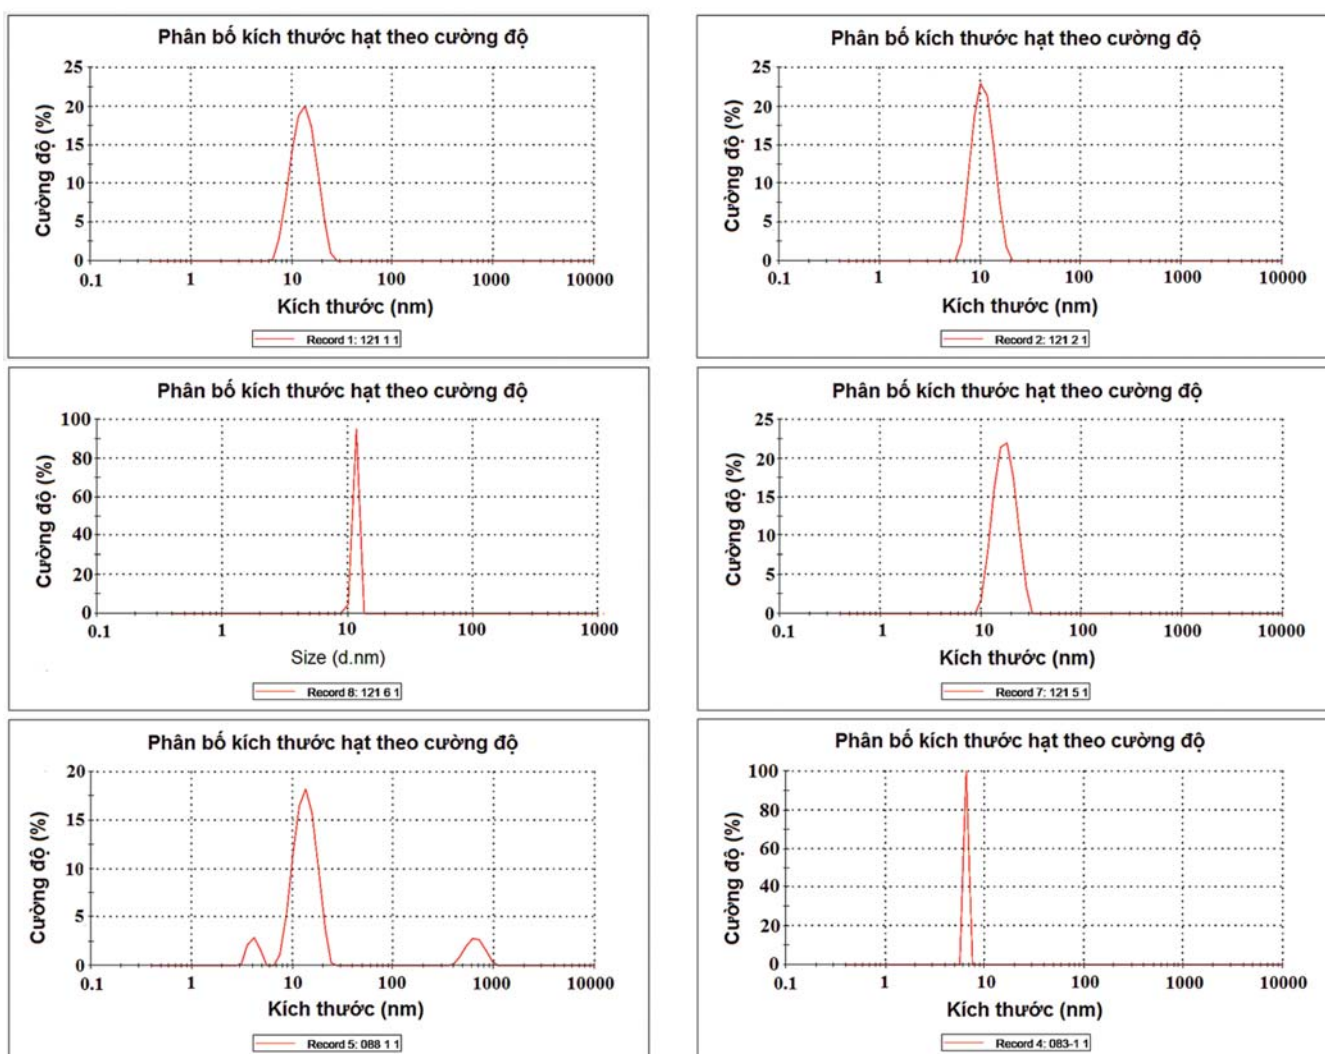 Phân bố kích thước hạt theo cường độ
Cường độ (%)
25
20
15
10
5
0
0.1 1 10 100 1000 10000
Kích thước (nm)
Record 1: 121 1 1
Phân bố kích thước hạt theo cường độ
Cường độ (%)
25
20
15
10
5
0
0.1 1 10 100 1000 10000
Kích thước (nm)
Record 2: 121 2 1
Phân bố kích thước hạt theo cường độ
Cường độ (%)
100
80
60
40
20
0
0.1 1 10 100 1000
Size (d.nm)
Record 8: 121 6 1
Phân bố kích thước hạt theo cường độ
Cường độ (%)
25
20
15
10
5
0
0.1 1 10 100 1000 10000
Kích thước (nm)
Record 7: 121 5 1
Phân bố kích thước hạt theo cường độ
Cường độ (%)
20
15
10
5
0
0.1 1 10 100 1000 10000
Kích thước (nm)
Record 5: 088 1 1
Phân bố kích thước hạt theo cường độ
Cường độ (%)
100
80
60
40
20
0
0.1 1 10 100 1000 10000
Kích thước (nm)
Record 4: 083-1 1